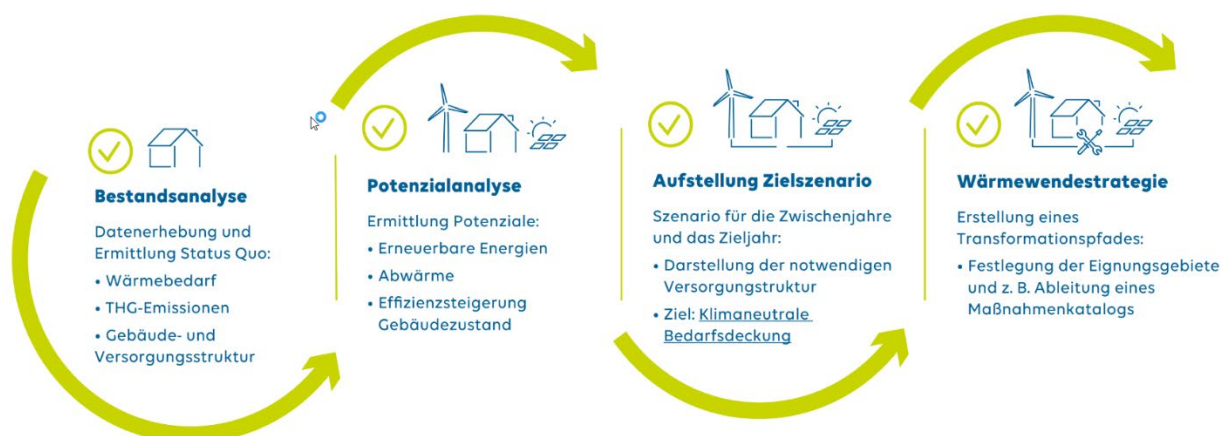 Bestandsanalyse
Datenerhebung und
Ermittlung Status Quo:
• Wärmebedarf
• THG-Emissionen
• Gebäude- und
Versorgungsstruktur
Potenzialanalyse
Ermittlung Potenziale:
• Erneuerbare Energien
• Abwärme
• Effizienzsteigerung
Gebäudezustand
Aufstellung Zielszenario
Szenario für die Zwischenjahre
und das Zieljahr:
• Darstellung der notwendigen
Versorgungstruktur
• Ziel: Klimaneutrale
Bedarfsdeckung
Wärmewendestrategie
Erstellung eines
Transformationspfades:
• Festlegung der Eignungsgebiete
und z. B. Ableitung eines
Maßnahmenkatalogs